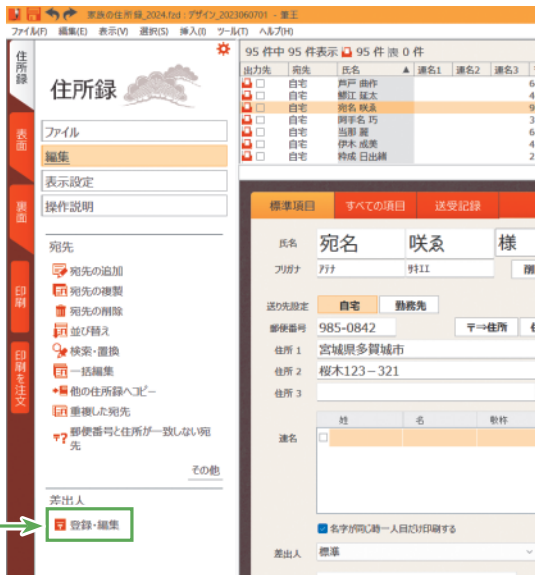 家族の住所録_2024.fzd : デザイン_2023060701 - 筆王
ファイル(F) 編集(E) 表示(V) 選択(S) 挿入(I) ツール(T) ヘルプ(H)
住所録
表面
裏面
印刷
印刷を注文
住所録
ファイル
編集
表示設定
操作説明
宛先
宛先の追加
宛先の複製
宛先の削除
並び替え
検索・置換
一括編集
他の住所録へコピー
重複した宛先
郵便番号と住所が一致しない宛
先
その他
差出人
登録・編集
95 件中 95 件表示 95 件 0 件
出力先 宛先 氏名 ▲ 連名1 連名2 連名3
自宅 芦戸 曲作
自宅 鯖江 延太
自宅 宛名 咲ゑ
自宅 阿手名 巧
自宅 当那 麗
自宅 伊木 成美
自宅 粋成 日出緒
標準項目 すべての項目 送受記録
氏名 宛名 咲ゑ 様
フリガナ アテナ サキエ
送り先設定 自宅 勤務先
郵便番号 985-0842 〒⇒住所
住所 1 宮城県多賀城市
住所 2 桜木123－321
住所 3
姓 名 敬称
連名
名字が同じ時一人目だけ印刷する
差出人 標準